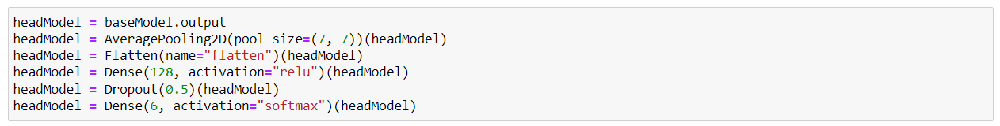 headModel = baseModel.output
headModel = AveragePooling2D(pool_size=(7, 7))(headModel)
headModel = Flatten(name="flatten")(headModel)
headModel = Dense(128, activation="relu")(headModel)
headModel = Dropout(0.5)(headModel)
headModel = Dense(6, activation="softmax")(headModel)